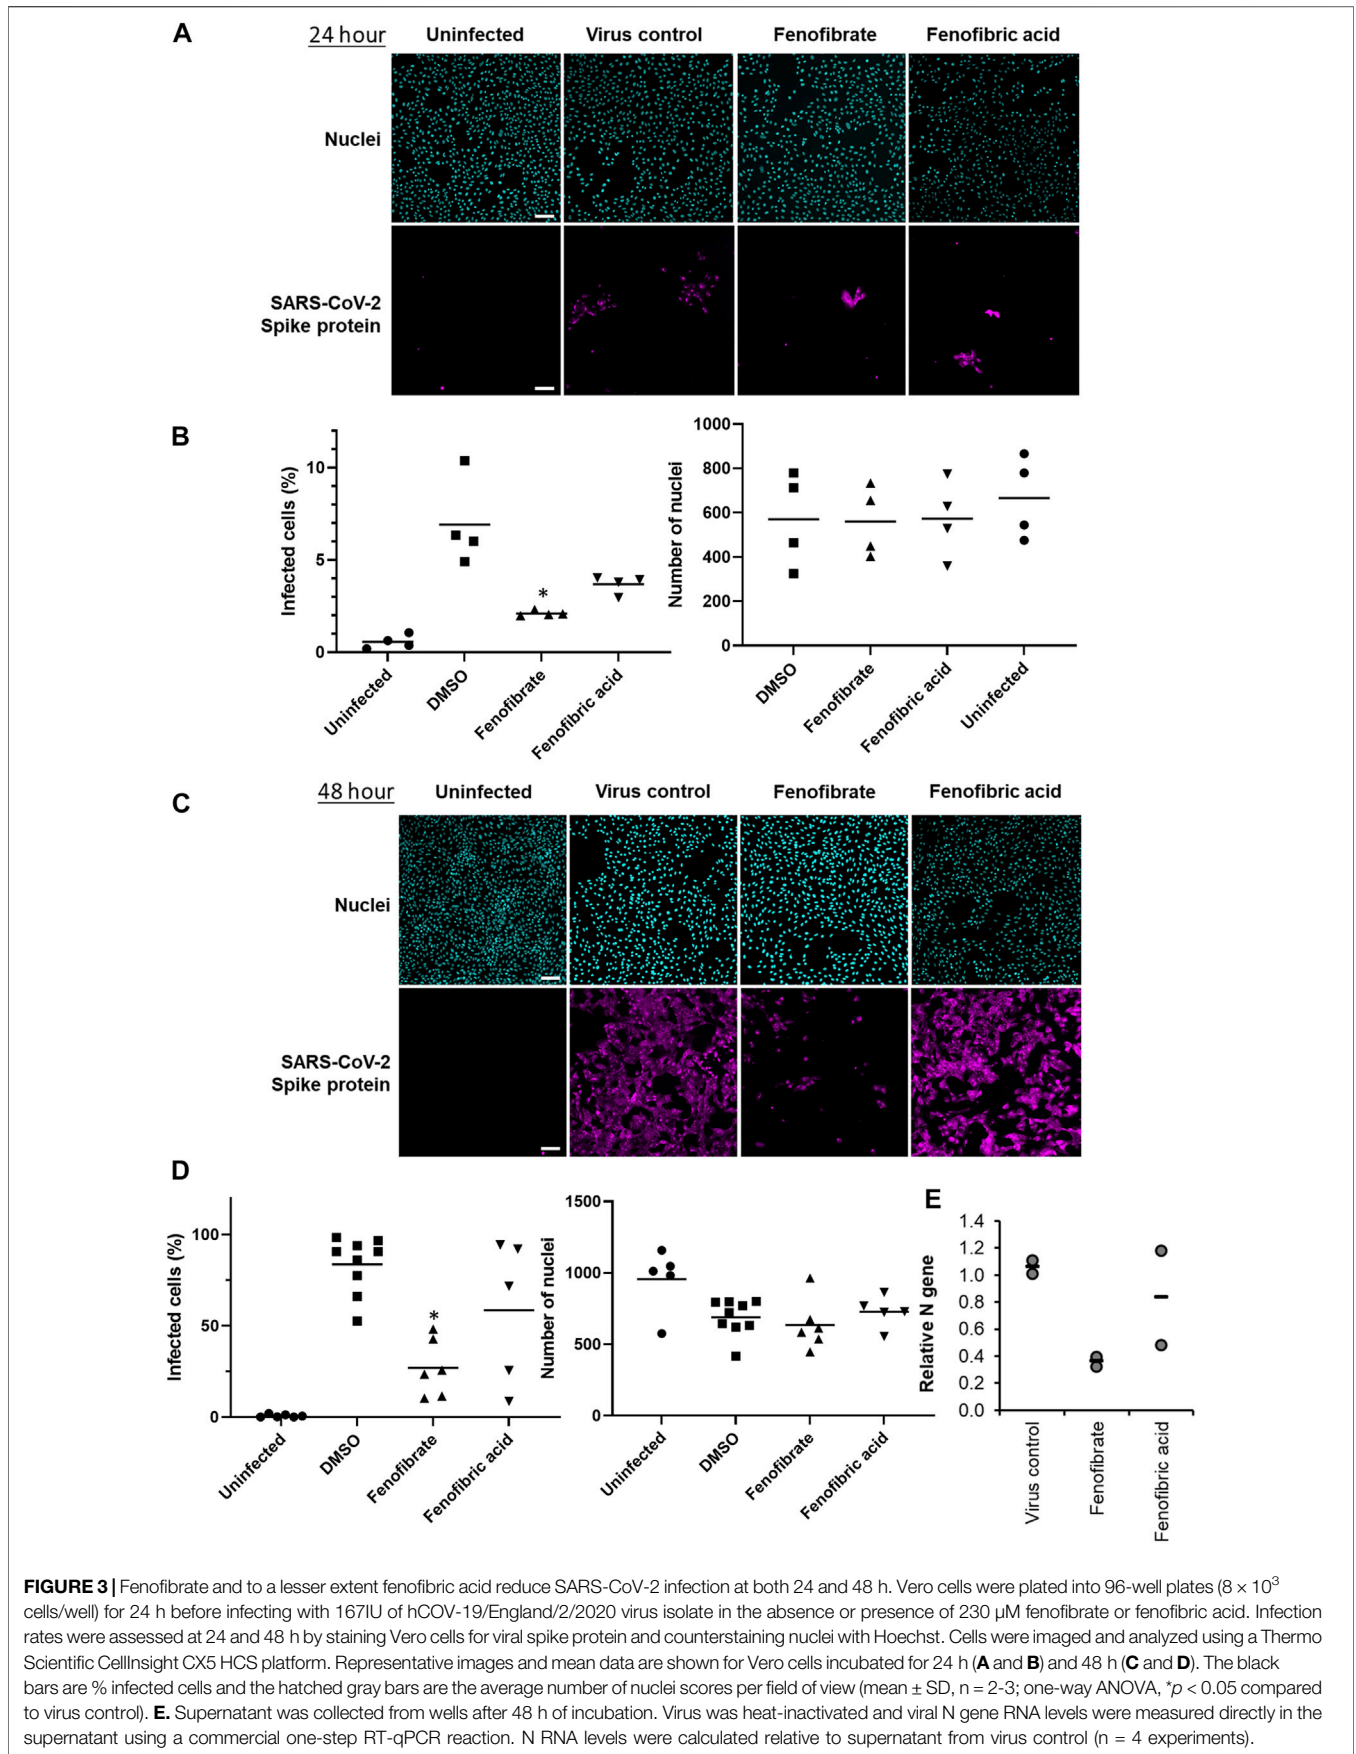 A
24 hour
Uninfected
Virus control
Fenofibrate
Fenofibric acid
Nuclei
SARS-CoV-2
Spike protein
B
Infected cells (%)
10
5
0
Uninfected
DMSO
Fenofibrate
Fenofibric acid
*
Number of nuclei
1000
800
600
400
200
0
DMSO
Fenofibrate
Fenofibric acid
Uninfected
C
48 hour
Uninfected
Virus control
Fenofibrate
Fenofibric acid
Nuclei
SARS-CoV-2
Spike protein
D
Infected cells (%)
100
50
0
*
Uninfected
DMSO
Fenofibrate
Fenofibric acid
Number of nuclei
1500
1000
500
0
Uninfected
DMSO
Fenofibrate
Fenofibric acid
E
Relative N gene
1.4
1.2
1.0
0.8
0.6
0.4
0.2
0.0
Virus control
Fenofibrate
Fenofibric acid
FIGURE 3 | Fenofibrate and to a lesser extent fenofibric acid reduce SARS-CoV-2 infection at both 24 and 48 h. Vero cells were plated into 96-well plates (8 × 10³
cells/well) for 24 h before infecting with 167IU of hCOV-19/England/2/2020 virus isolate in the absence or presence of 230 µM fenofibrate or fenofibric acid. Infection
rates were assessed at 24 and 48 h by staining Vero cells for viral spike protein and counterstaining nuclei with Hoechst. Cells were imaged and analyzed using a Thermo
Scientific CellInsight CX5 HCS platform. Representative images and mean data are shown for Vero cells incubated for 24 h (A and B) and 48 h (C and D). The black
bars are % infected cells and the hatched gray bars are the average number of nuclei scores per field of view (mean ± SD, n = 2-3; one-way ANOVA, *p < 0.05 compared
to virus control). E. Supernatant was collected from wells after 48 h of incubation. Virus was heat-inactivated and viral N gene RNA levels were measured directly in the
supernatant using a commercial one-step RT-qPCR reaction. N RNA levels were calculated relative to supernatant from virus control (n = 4 experiments).